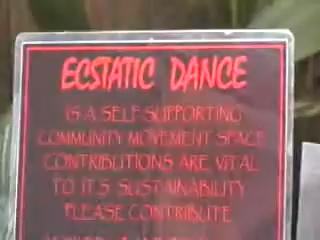 ECSTATIC DANCE
IS A SELF SUPPORTING
COMMUNITY MOVEMENT SPACE
CONTRIBUTIONS ARE VITAL
TO IT'S SUSTAINABILITY
PLEASE CONTRIBUTE